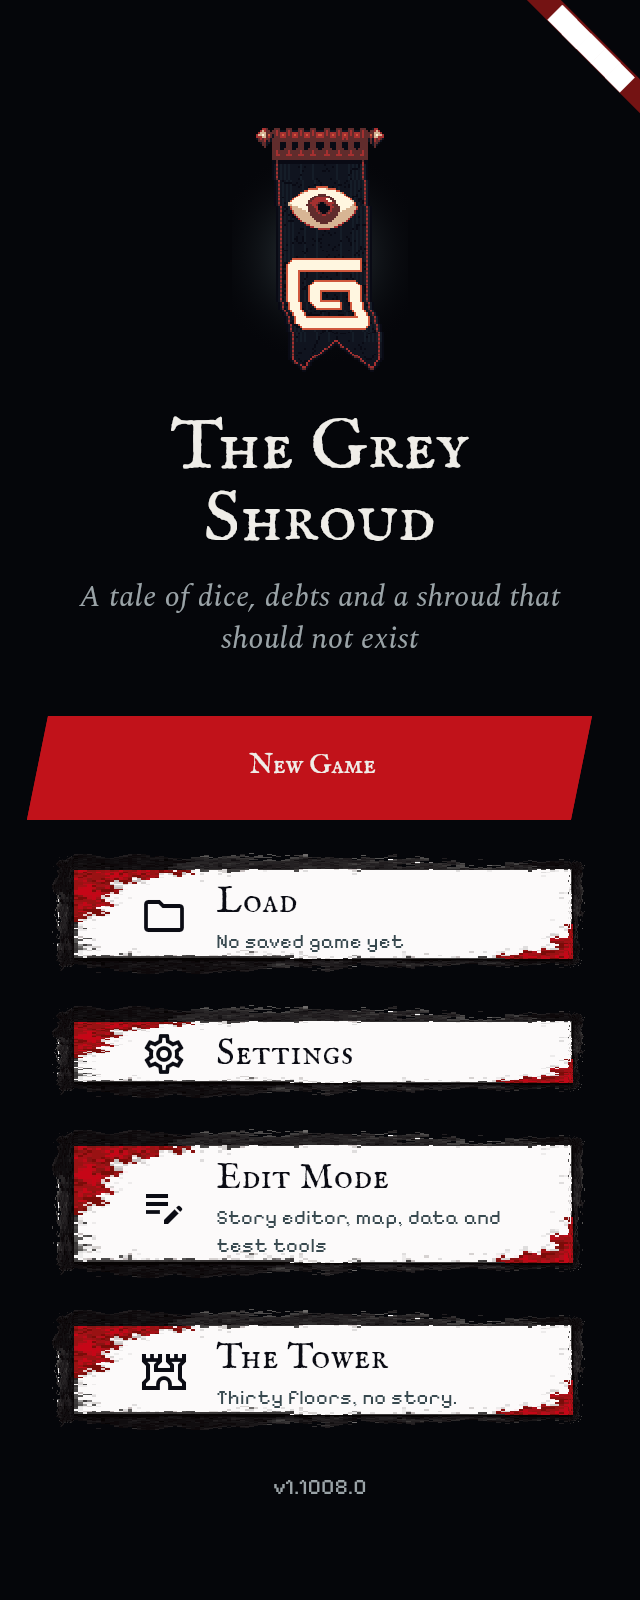 The Grey
Shroud
A tale of dice, debts and a shroud that
should not exist
New Game
Load
No saved game yet
Settings
Edit Mode
Story editor, map, data and
test tools
The Tower
Thirty floors, no story.
v1.1008.0